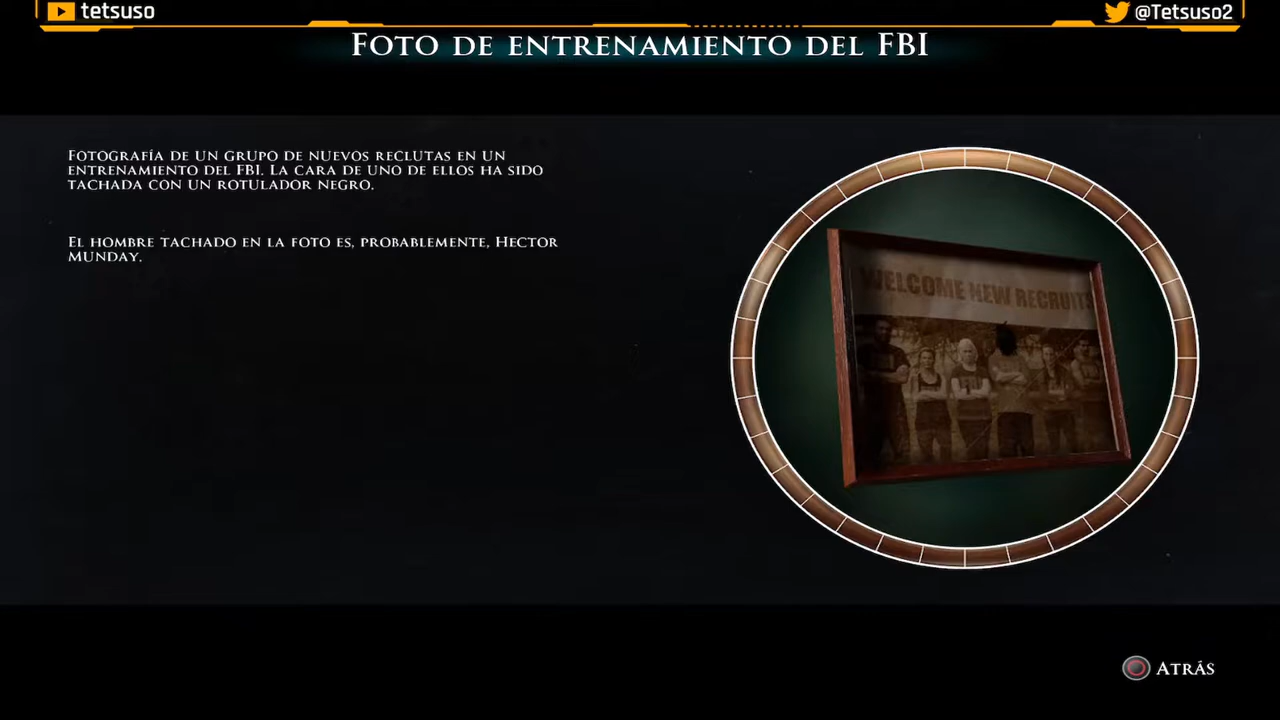 tetsuso
@Tetsuso2
Foto de entrenamiento del FBI
Fotografía de un grupo de nuevos reclutas en un
entrenamiento del FBI. La cara de uno de ellos ha sido
tachada con un rotulador negro.
El hombre tachado en la foto es, probablemente, Hector
Munday.
WELCOME NEW RECRUITS
Atrás